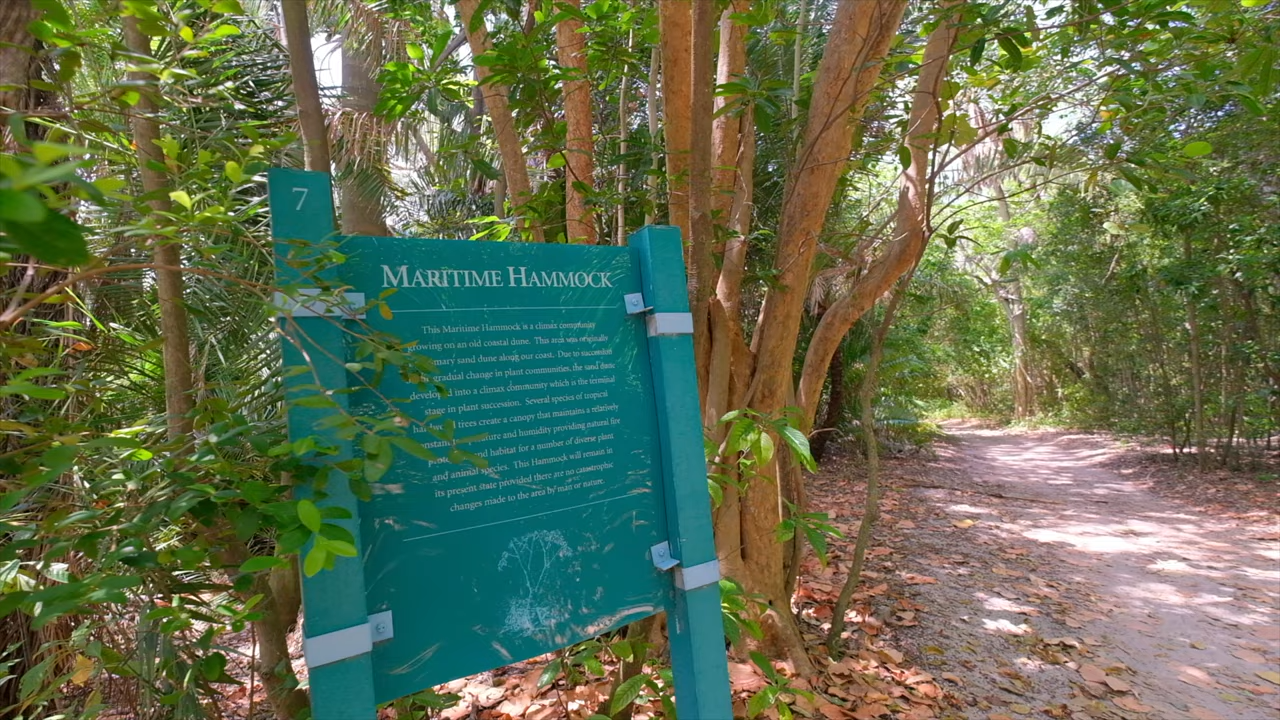 7
MARITIME HAMMOCK
This Maritime Hammock is a climax community
growing on an old coastal dune. This area was originally
mary sand dune along our coast. Due to successful
gradual change in plant communities, the sand dune
developed into a climax community which is the terminal
stage in plant succession. Several species of tropical
trees create a canopy that maintains a relatively
constant and humidity providing natural fire
and habitat for a number of diverse plant
and animal species. This Hammock will remain in
its present state provided there are no catastrophic
changes made to the area by man or nature.